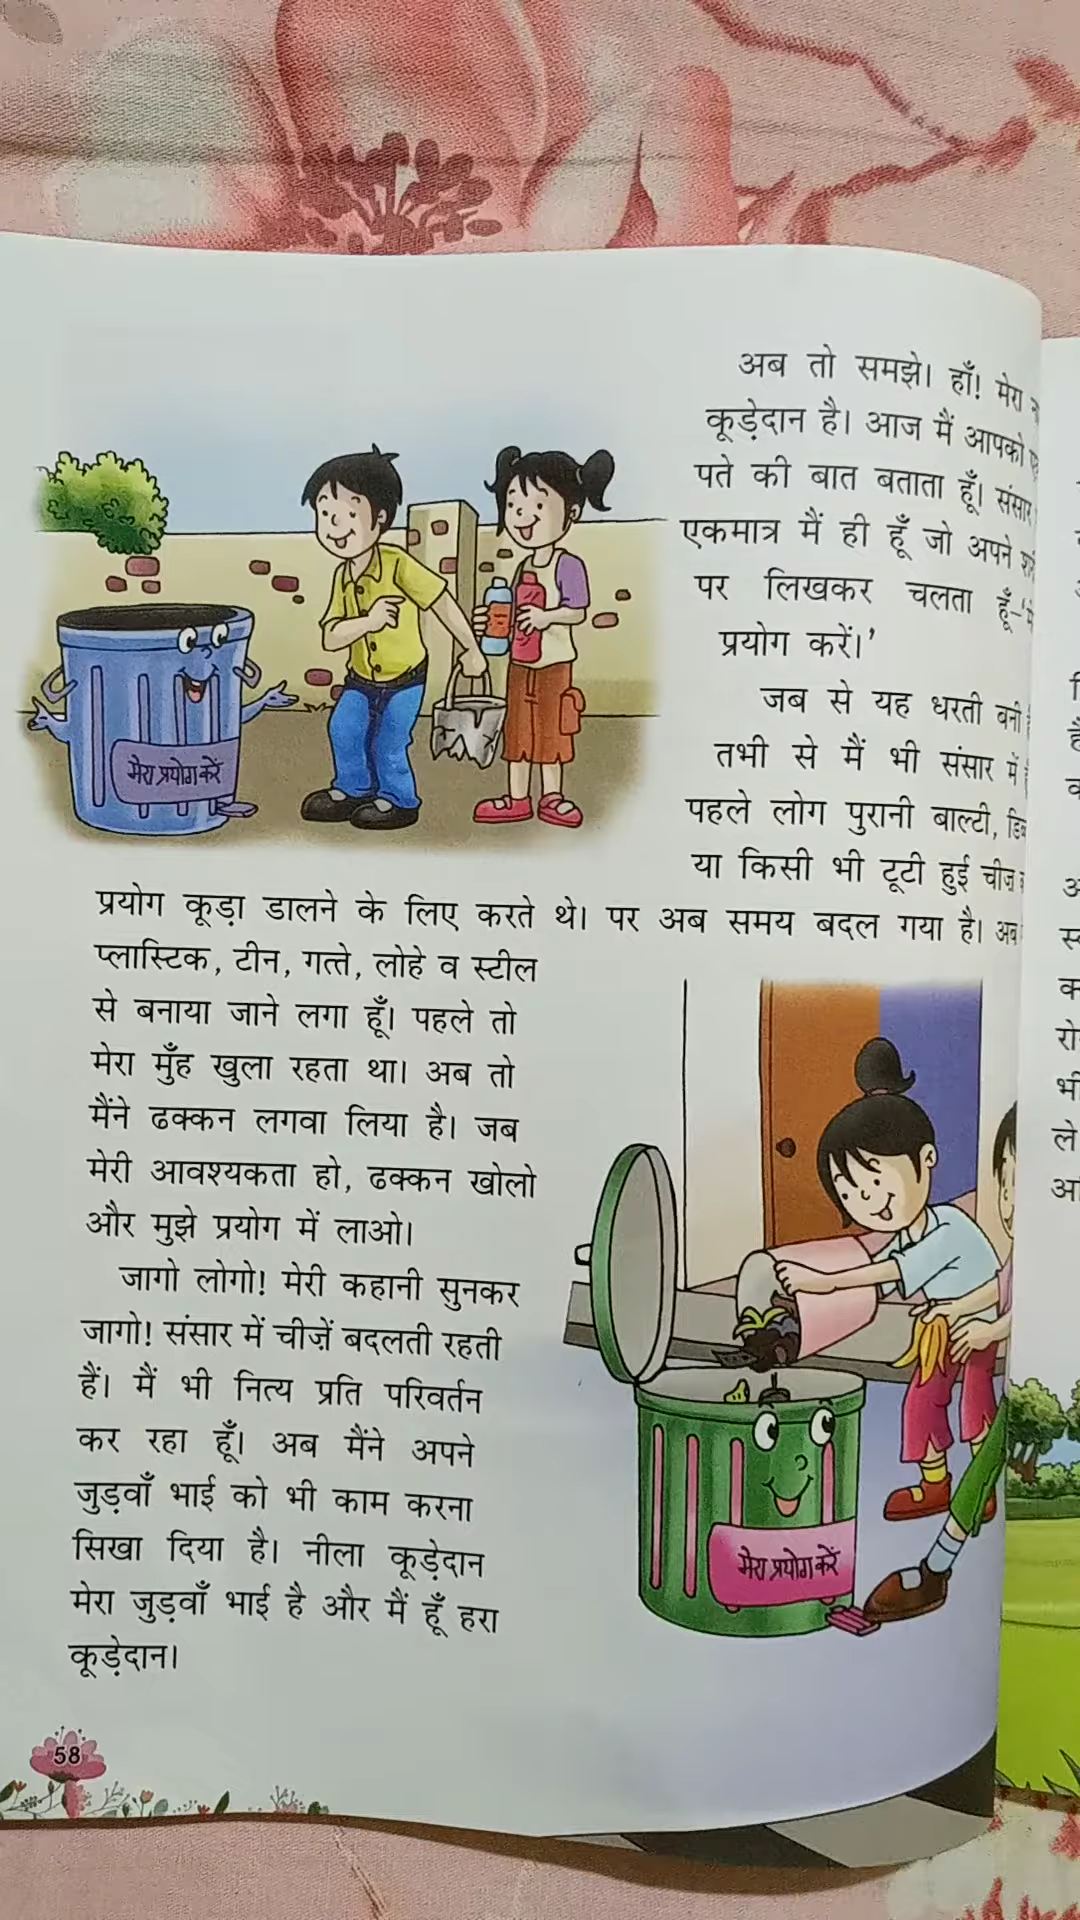 अब तो समझे। हाँ! मेरा
कूड़ेदान है। आज मैं आपको
पते की बात बताता हूँ। संसार
एकमात्र मैं ही हूँ जो अपने
पर लिखकर चलता हूँ-
प्रयोग करें।'
जब से यह धरती बनी
तभी से मैं भी संसार में
पहले लोग पुरानी बाल्टी,
या किसी भी टूटी हुई चीज़
प्रयोग कूड़ा डालने के लिए करते थे। पर अब समय बदल गया है। अब
प्लास्टिक, टीन, गत्ते, लोहे व स्टील
से बनाया जाने लगा हूँ। पहले तो
मेरा मुँह खुला रहता था। अब तो
मैंने ढक्कन लगवा लिया है। जब
मेरी आवश्यकता हो, ढक्कन खोलो
और मुझे प्रयोग में लाओ।
जागो लोगो! मेरी कहानी सुनकर
जागो! संसार में चीज़ें बदलती रहती
हैं। मैं भी नित्य प्रति परिवर्तन
कर रहा हूँ। अब मैंने अपने
जुड़वाँ भाई को भी काम करना
सिखा दिया है। नीला कूड़ेदान
मेरा जुड़वाँ भाई है और मैं हूँ हरा
कूड़ेदान।
मेरा प्रयोग करें
मेरा प्रयोग करें
58